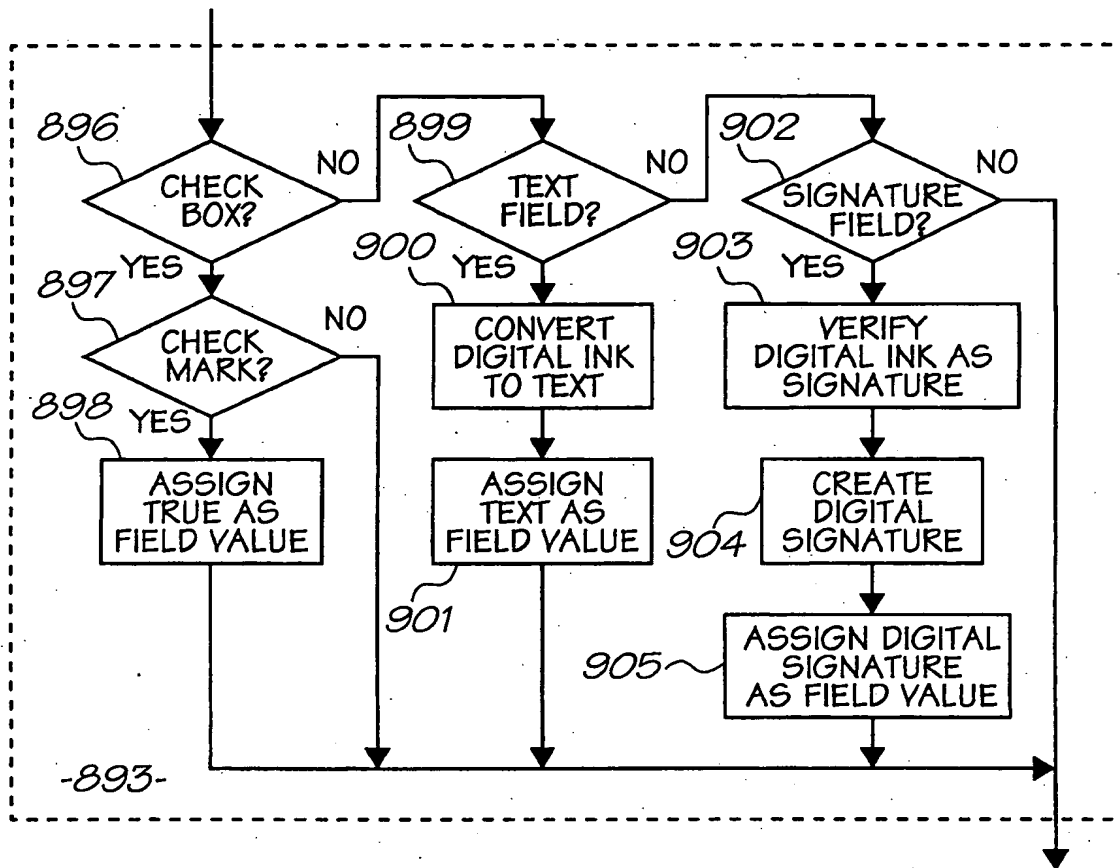 896
CHECK
BOX?
NO
YES
897
CHECK
MARK?
NO
YES
898
ASSIGN
TRUE AS
FIELD VALUE
899
TEXT
FIELD?
NO
YES
900
CONVERT
DIGITAL INK
TO TEXT
ASSIGN
TEXT AS
FIELD VALUE
901
902
SIGNATURE
FIELD?
NO
YES
903
VERIFY
DIGITAL INK AS
SIGNATURE
CREATE
DIGITAL
SIGNATURE
904
ASSIGN DIGITAL
SIGNATURE
AS FIELD VALUE
905
-893-